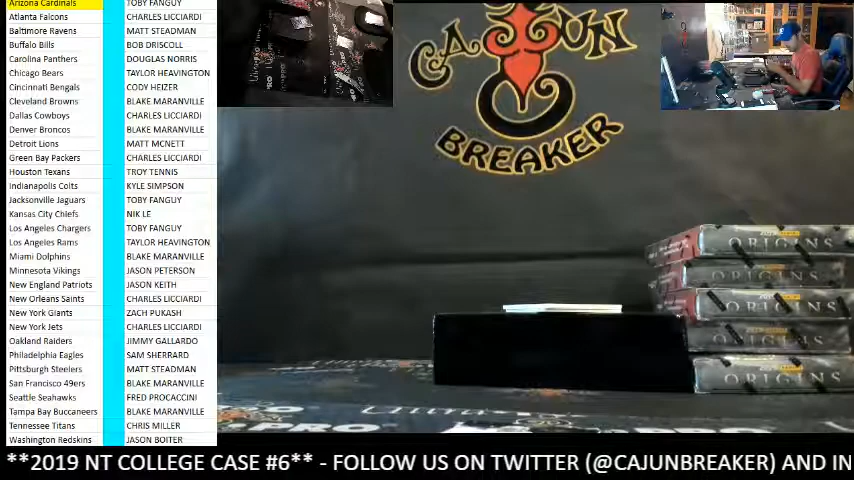 Arizona Cardinals TOBY FANGUY
Atlanta Falcons CHARLES LICCIARDI
Baltimore Ravens MATT STEADMAN
Buffalo Bills BOB DRISCOLL
Carolina Panthers DOUGLAS NORRIS
Chicago Bears TAYLOR HEAVINGTON
Cincinnati Bengals CODY HEIZER
Cleveland Browns BLAKE MARANVILLE
Dallas Cowboys CHARLES LICCIARDI
Denver Broncos BLAKE MARANVILLE
Detroit Lions MATT MCNETT
Green Bay Packers CHARLES LICCIARDI
Houston Texans TROY TENNIS
Indianapolis Colts KYLE SIMPSON
Jacksonville Jaguars TOBY FANGUY
Kansas City Chiefs NIK LE
Los Angeles Chargers TOBY FANGUY
Los Angeles Rams TAYLOR HEAVINGTON
Miami Dolphins BLAKE MARANVILLE
Minnesota Vikings JASON PETERSON
New England Patriots JASON KEITH
New Orleans Saints CHARLES LICCIARDI
New York Giants ZACH PUKASH
New York Jets CHARLES LICCIARDI
Oakland Raiders JIMMY GALLARDO
Philadelphia Eagles SAM SHERRARD
Pittsburgh Steelers MATT STEADMAN
San Francisco 49ers BLAKE MARANVILLE
Seattle Seahawks FRED PROCACCINI
Tampa Bay Buccaneers BLAKE MARANVILLE
Tennessee Titans CHRIS MILLER
Washington Redskins JASON BOITER
CAJUN
BREAKER
ORIGINS
ORIGINS
ORIGINS
ORIGINS
ORIGINS
PRO
**2019 NT COLLEGE CASE #6** - FOLLOW US ON TWITTER (@CAJUNBREAKER) AND IN